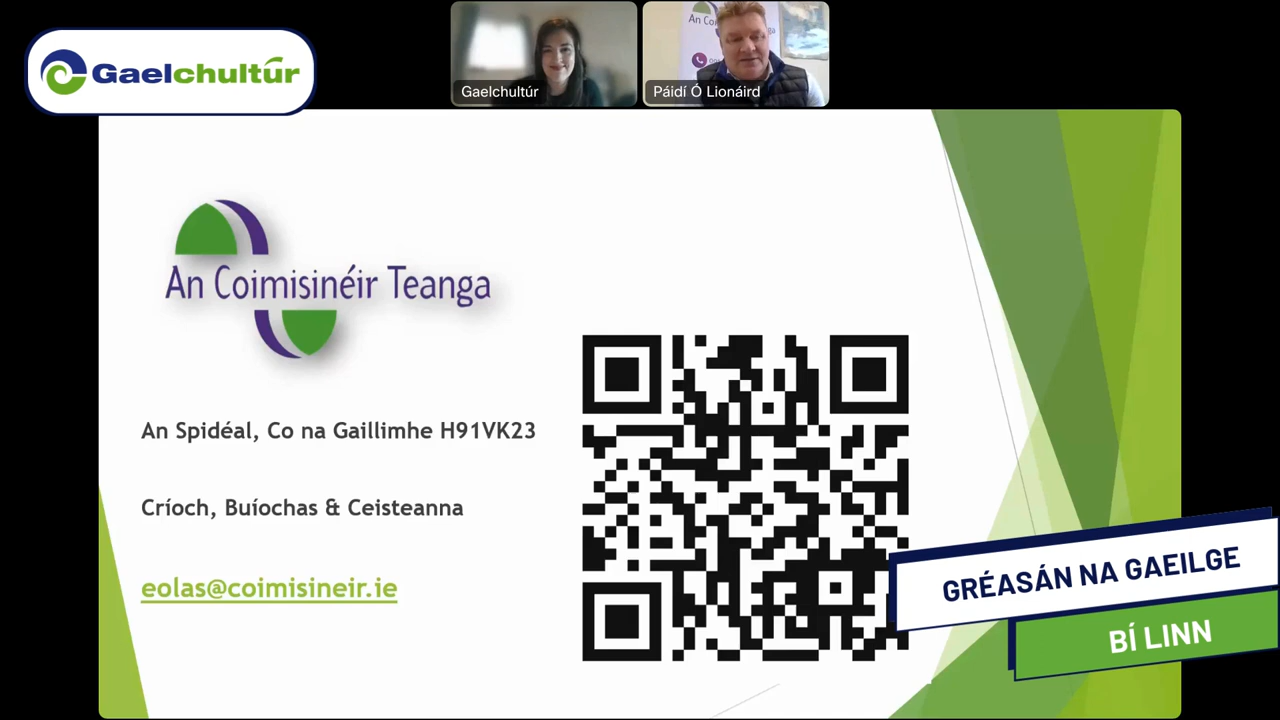 Gaelchultúr
Gaelchultúr
Páidí Ó Lionáird
An Coimisinéir Teanga
An Spidéal, Co na Gaillimhe H91VK23
Críoch, Buíochas & Ceisteanna
eolas@coimisineir.ie
GRÉASÁN NA GAEILGE
BÍ LINN